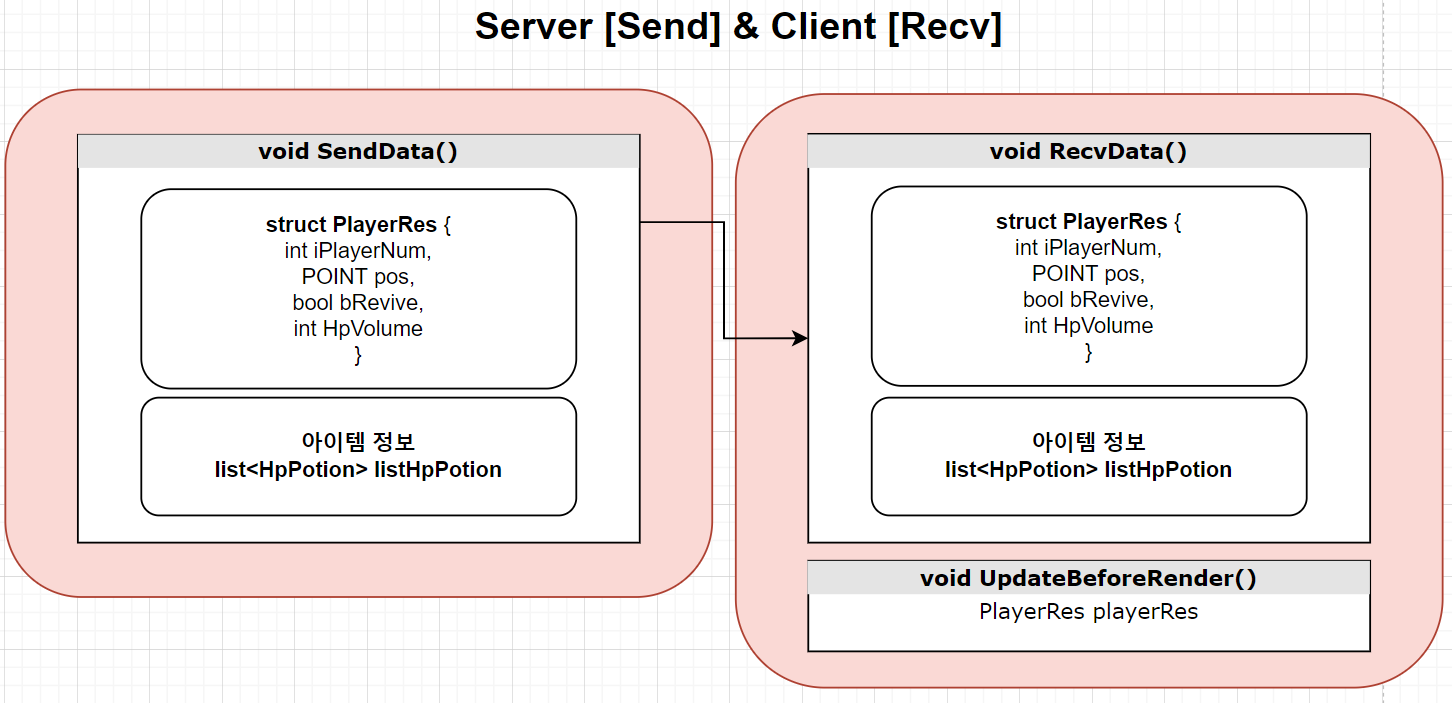 Server [Send] & Client [Recv]
void SendData()
struct PlayerRes {
int iPlayerNum,
POINT pos,
bool bRevive,
int HpVolume
}
아이템 정보
list<HpPotion> listHpPotion
void RecvData()
struct PlayerRes {
int iPlayerNum,
POINT pos,
bool bRevive,
int HpVolume
}
아이템 정보
list<HpPotion> listHpPotion
void UpdateBeforeRender()
PlayerRes playerRes